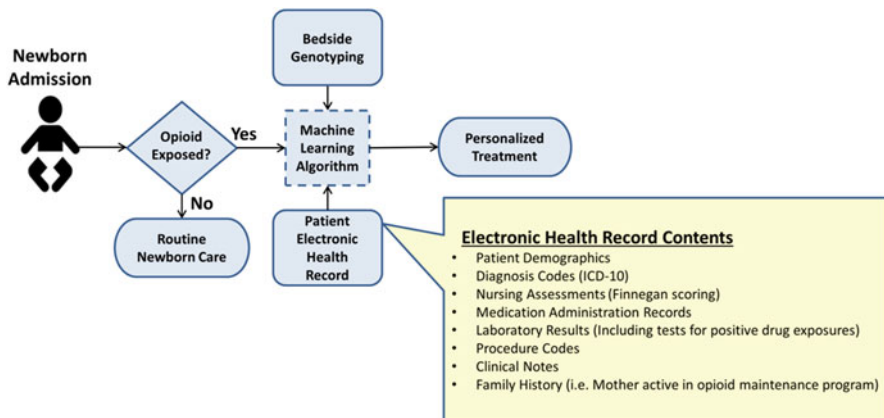 Newborn
Admission
Opioid
Exposed?
Yes
No
Routine
Newborn Care
Bedside
Genotyping
Machine
Learning
Algorithm
Patient
Electronic
Health
Record
Personalized
Treatment
Electronic Health Record Contents
• Patient Demographics
• Diagnosis Codes (ICD-10)
• Nursing Assessments (Finnegan scoring)
• Medication Administration Records
• Laboratory Results (Including tests for positive drug exposures)
• Procedure Codes
• Clinical Notes
• Family History (i.e. Mother active in opioid maintenance program)